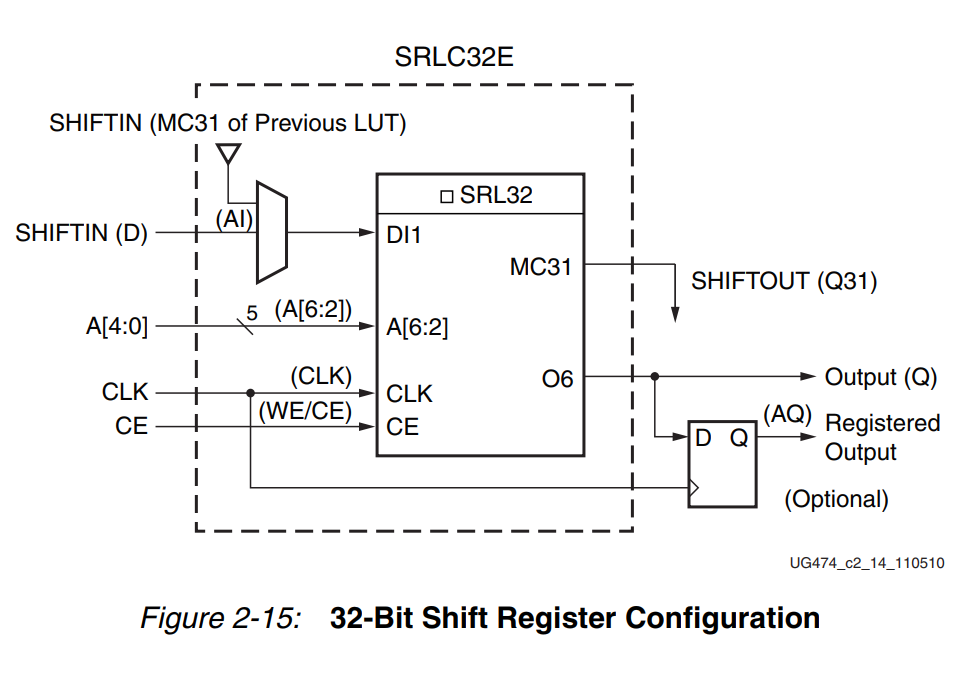 SRLC32E
SHIFTIN (MC31 of Previous LUT)
□ SRL32
(AI)
SHIFTIN (D)
DI1
MC31
SHIFTOUT (Q31)
5
(A[6:2])
A[4:0]
A[6:2]
(CLK)
O6
Output (Q)
CLK
CLK
(WE/CE)
(AQ)
CE
CE
D Q
Registered
Output
(Optional)
UG474_c2_14_110510
Figure 2-15: 32-Bit Shift Register Configuration